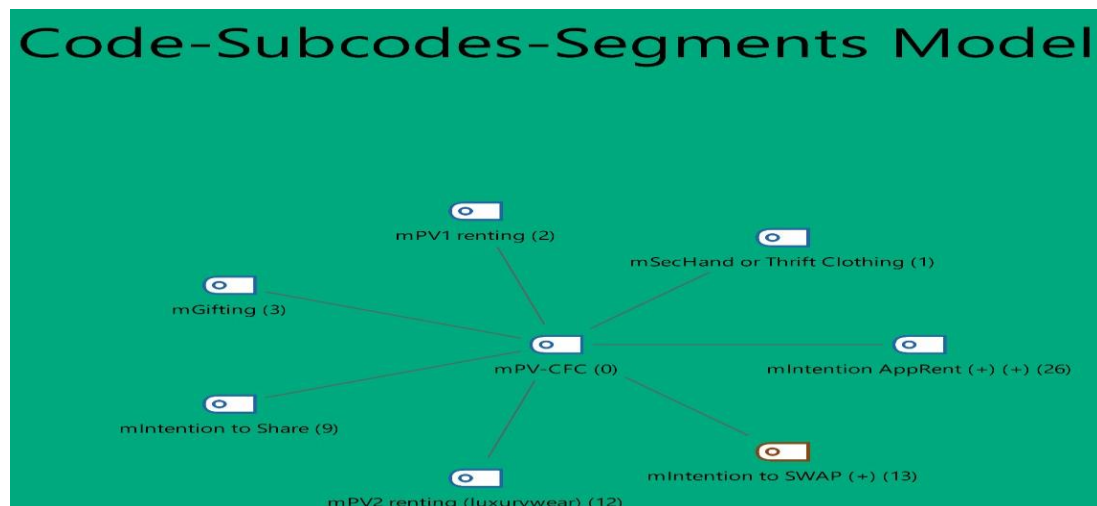 Code-Subcodes-Segments Model
mPV1 renting (2)
mSecHand or Thrift Clothing (1)
mGifting (3)
mPV-CFC (0)
mIntention AppRent (+) (+) (26)
mIntention to Share (9)
mIntention to SWAP (+) (13)
mPV2 renting (luxurywear) (12)